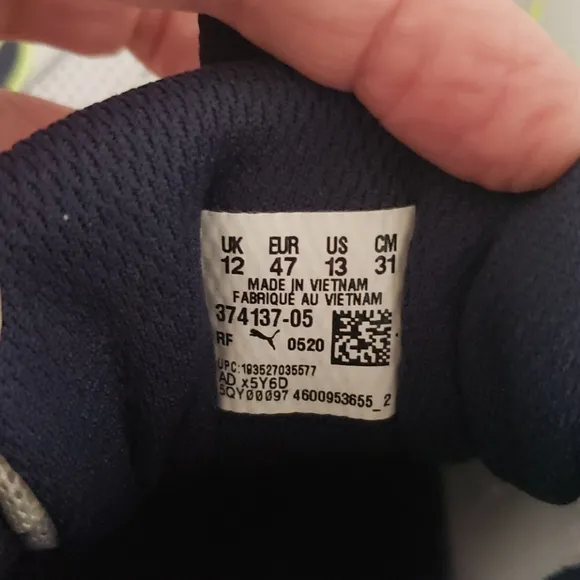 UK EUR US CM
12 47 13 31
MADE IN VIETNAM
FABRIQUÉ AU VIETNAM
374137-05
RF 0520
UPC:193527035577
AD x5Y6D
SQY00097 4600953655_2